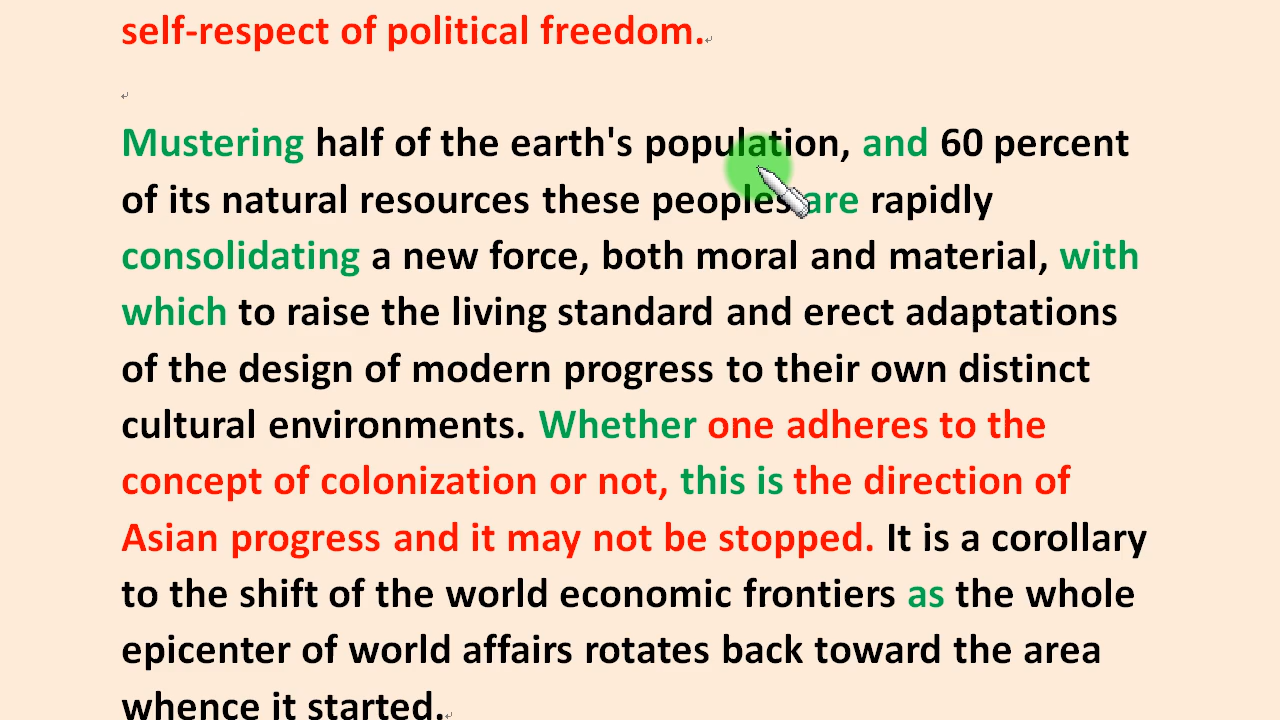 self-respect of political freedom.
Mustering half of the earth's population, and 60 percent
of its natural resources these peoples are rapidly
consolidating a new force, both moral and material, with
which to raise the living standard and erect adaptations
of the design of modern progress to their own distinct
cultural environments. Whether one adheres to the
concept of colonization or not, this is the direction of
Asian progress and it may not be stopped. It is a corollary
to the shift of the world economic frontiers as the whole
epicenter of world affairs rotates back toward the area
whence it started.